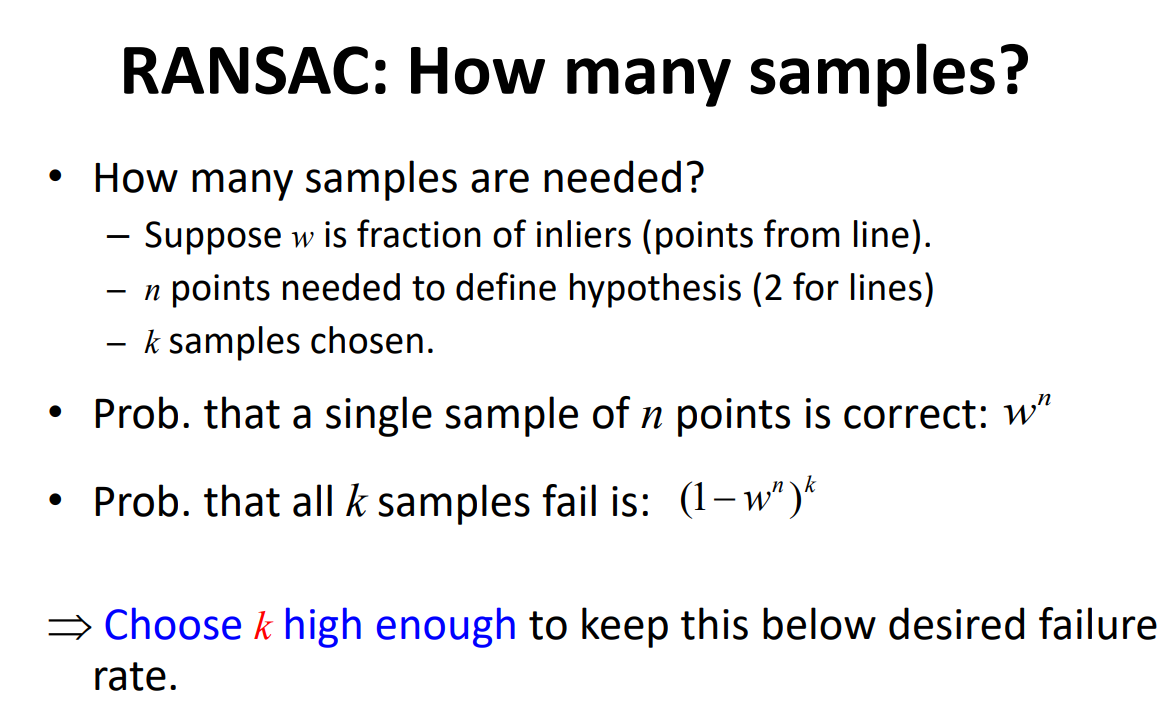 RANSAC: How many samples?
• How many samples are needed?
– Suppose w is fraction of inliers (points from line).
– n points needed to define hypothesis (2 for lines)
– k samples chosen.
• Prob. that a single sample of n points is correct: wⁿ
• Prob. that all k samples fail is: (1 – wⁿ)ᵏ
⇒ Choose k high enough to keep this below desired failure
rate.